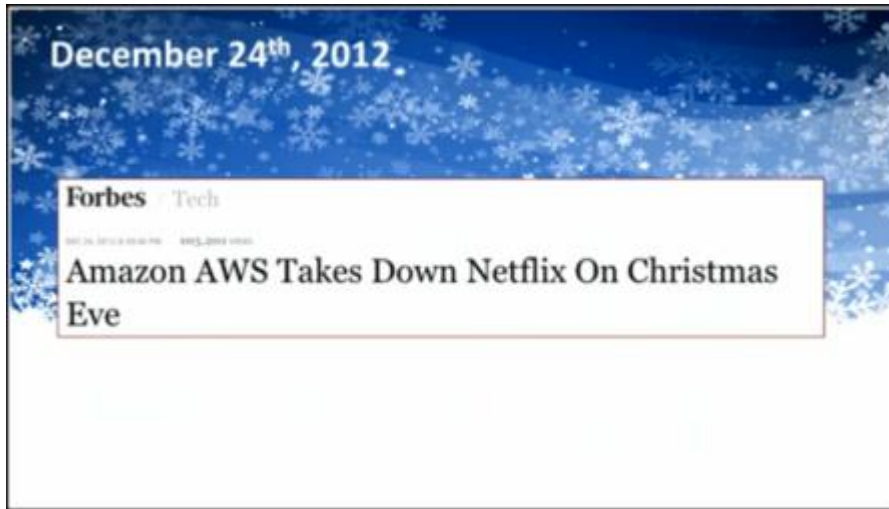 December 24th, 2012
Forbes / Tech
Amazon AWS Takes Down Netflix On Christmas
Eve